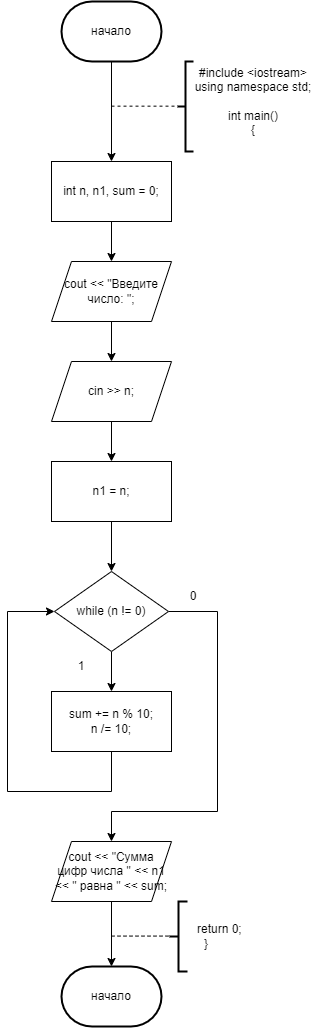 начало
#include <iostream>
using namespace std;
int main()
{
int n, n1, sum = 0;
cout << "Введите
число: ";
cin >> n;
n1 = n;
while (n != 0)
0
1
sum += n % 10;
n /= 10;
cout << "Сумма
цифр числа " << n1
<< " равна " << sum;
return 0;
}
начало